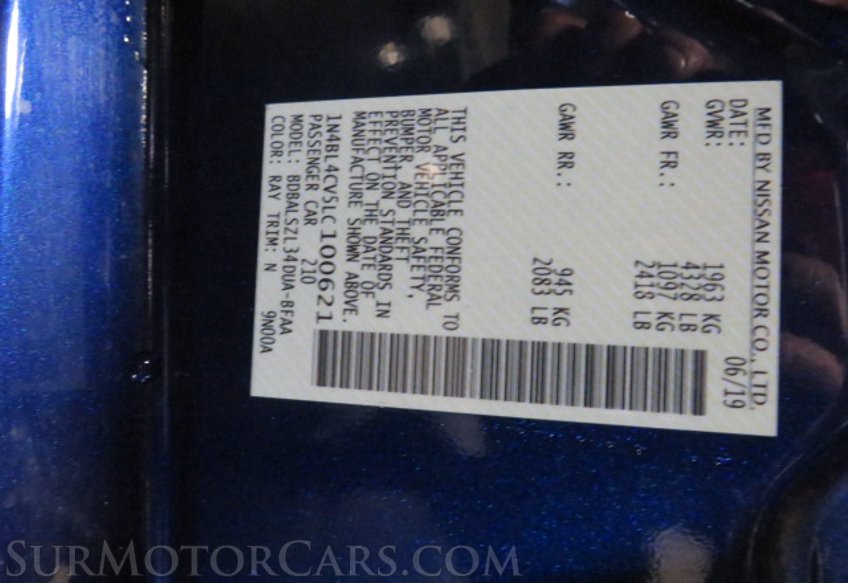 MFD BY NISSAN MOTOR CO., LTD.
DATE: 06/19
GVWR: 1963 KG
4328 LB
GAWR FR.: 1097 KG
2418 LB
GAWR RR.: 945 KG
2083 LB
THIS VEHICLE CONFORMS TO
ALL APPLICABLE FEDERAL
MOTOR VEHICLE SAFETY,
BUMPER, AND THEFT
PREVENTION STANDARDS IN
EFFECT ON THE DATE OF
MANUFACTURE SHOWN ABOVE.
1N4BL4CV5LC100621
PASSENGER CAR 210
MODEL: BDBALSZL34DUA-BFAA
COLOR: RAY TRIM: N 9N00A
SURMOTORCARS.COM